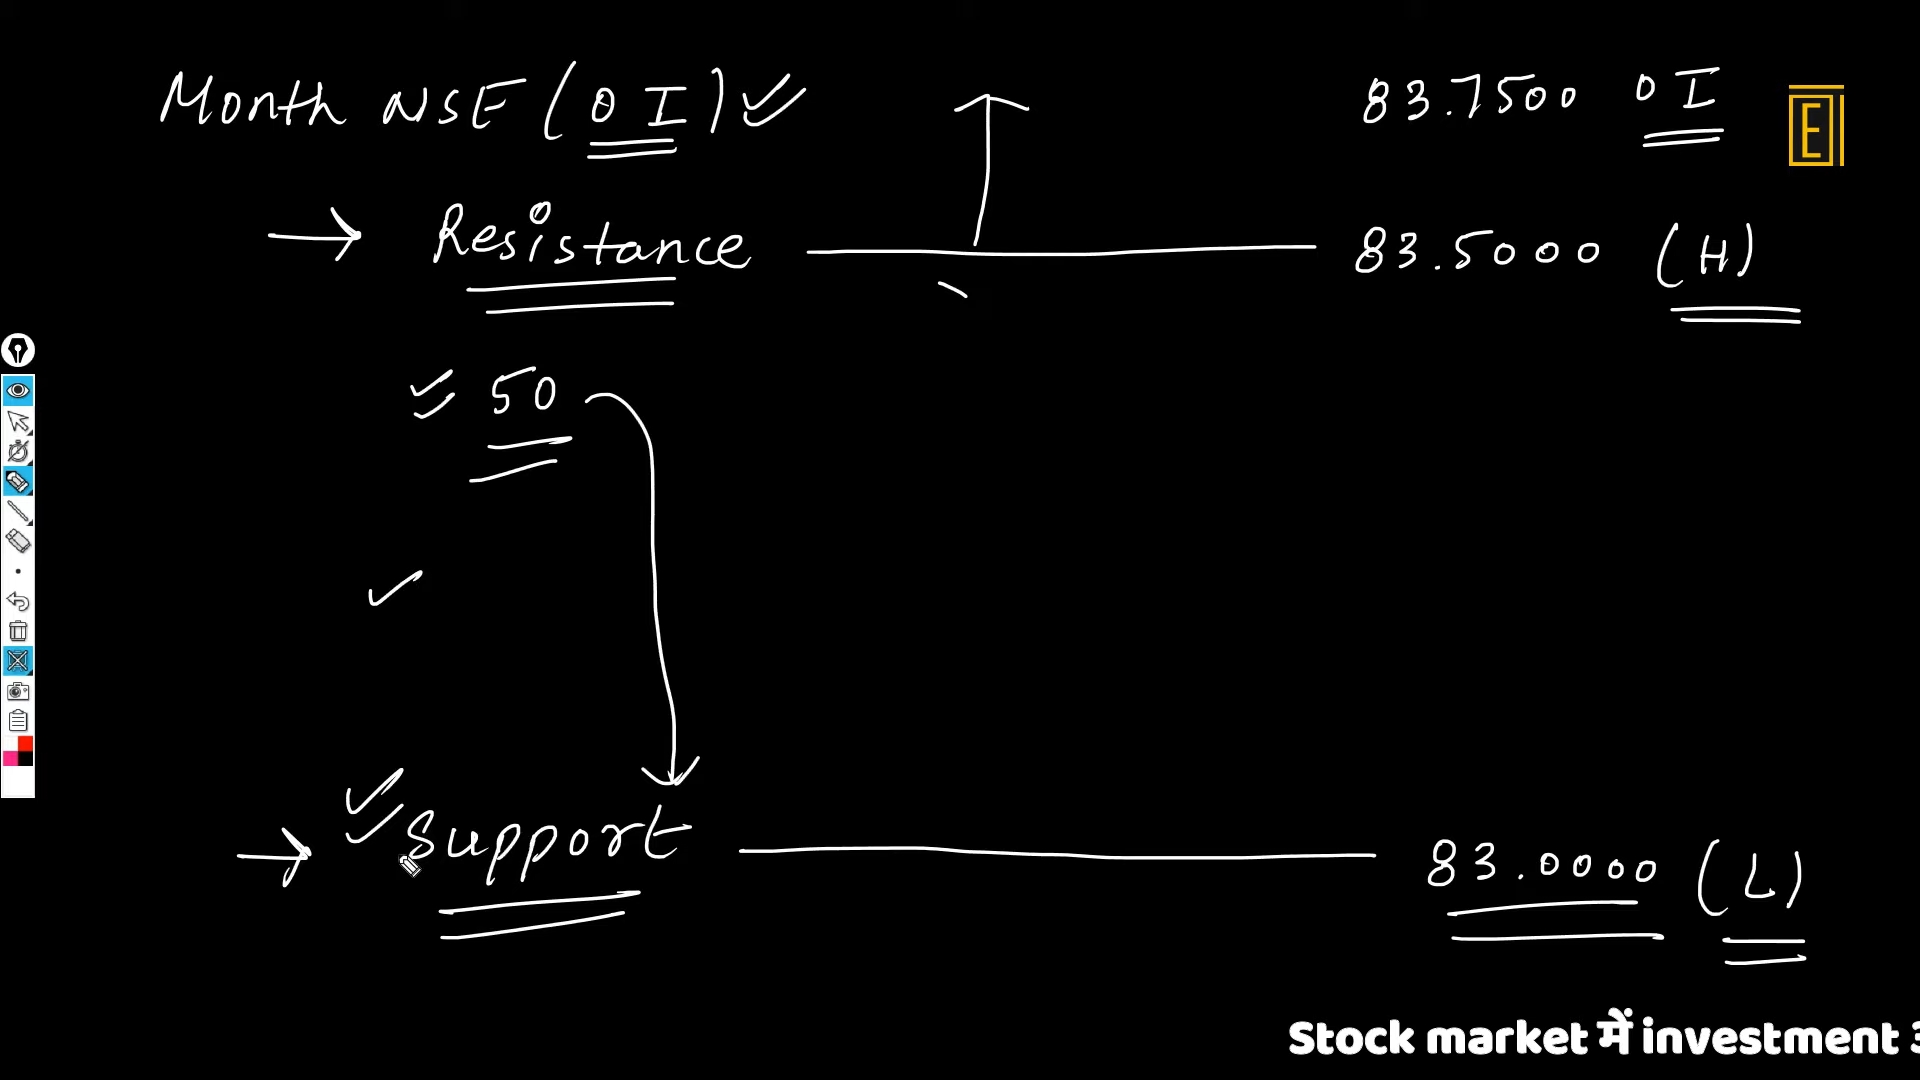 Month NSE (OI)
83.7500 OI
E
Resistance
83.5000 (H)
50
Support
83.0000 (L)
Stock market में investment